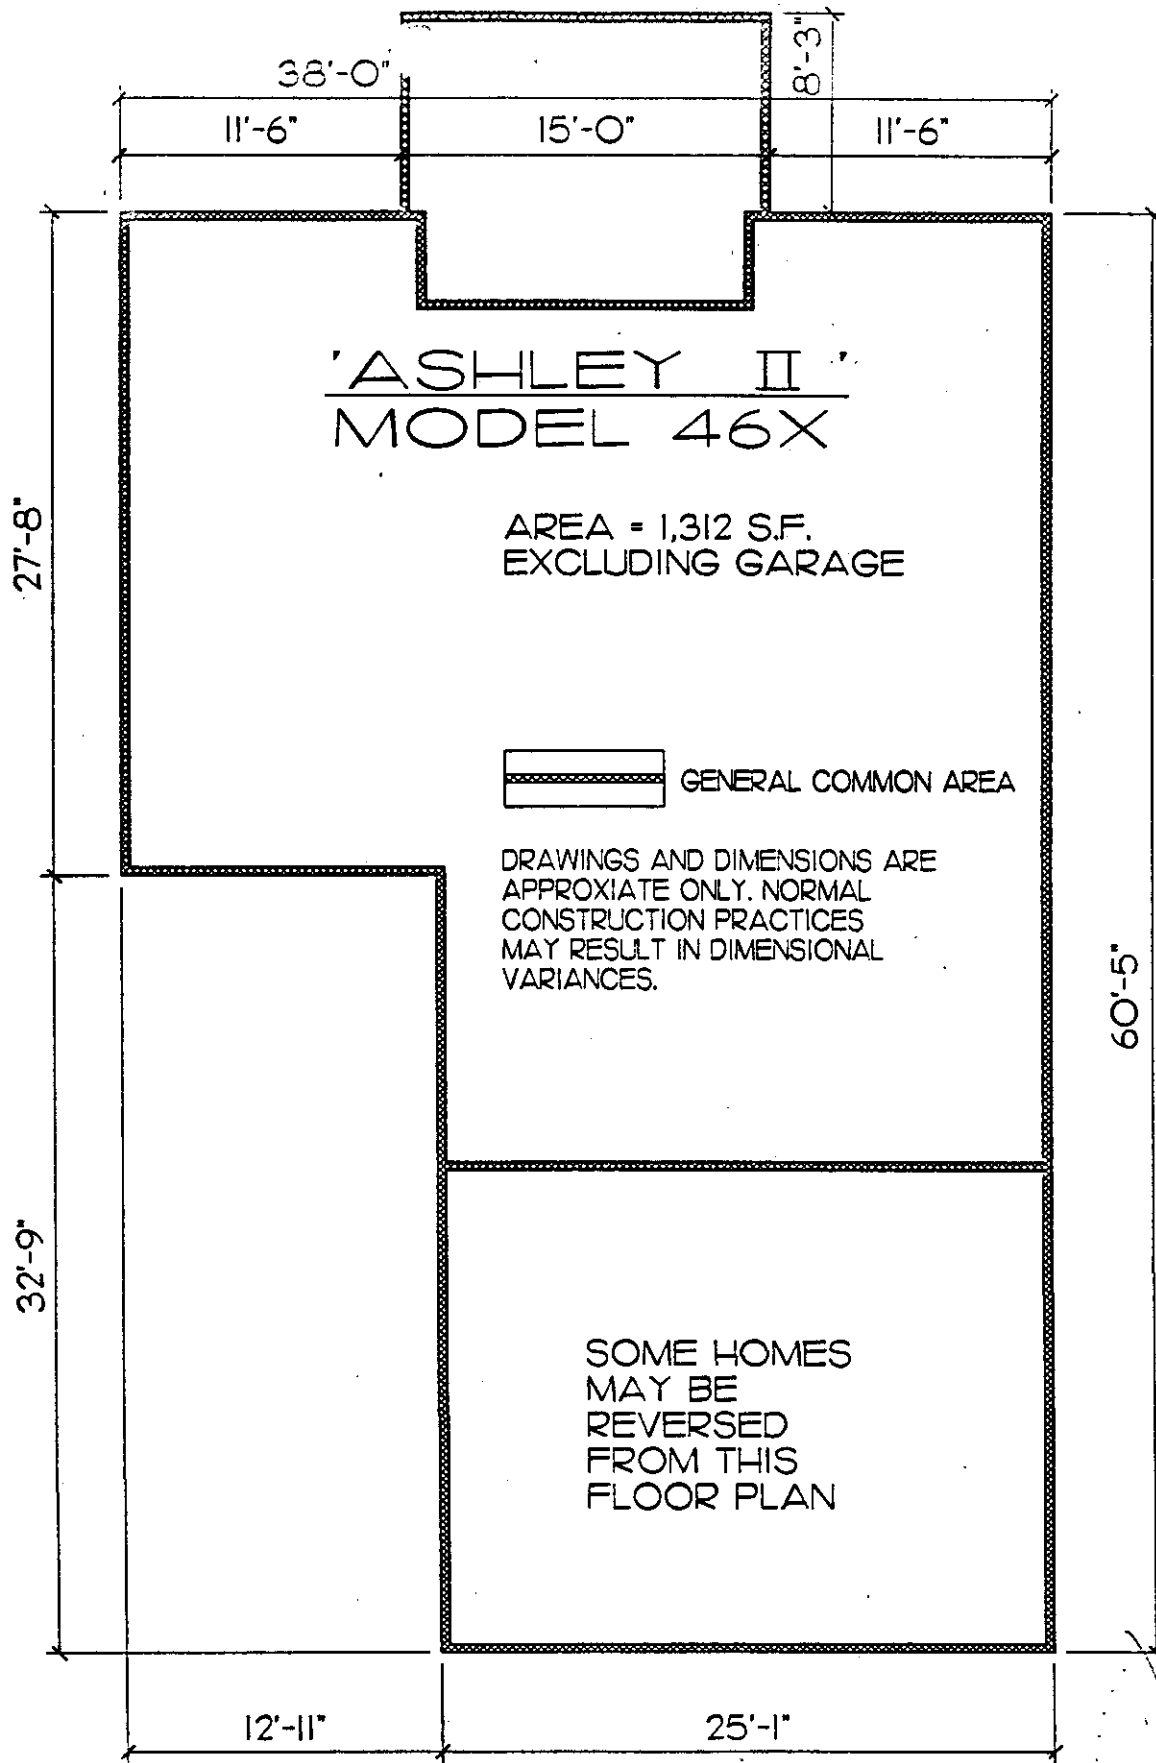 8'-3"
38'-0"
11'-6" 15'-0" 11'-6"
'ASHLEY II'
MODEL 46X
27'-8"
AREA = 1,312 S.F.
EXCLUDING GARAGE
GENERAL COMMON AREA
DRAWINGS AND DIMENSIONS ARE
APPROXIATE ONLY. NORMAL
CONSTRUCTION PRACTICES
MAY RESULT IN DIMENSIONAL
VARIANCES.
60'-5"
32'-9"
SOME HOMES
MAY BE
REVERSED
FROM THIS
FLOOR PLAN
12'-11" 25'-1"